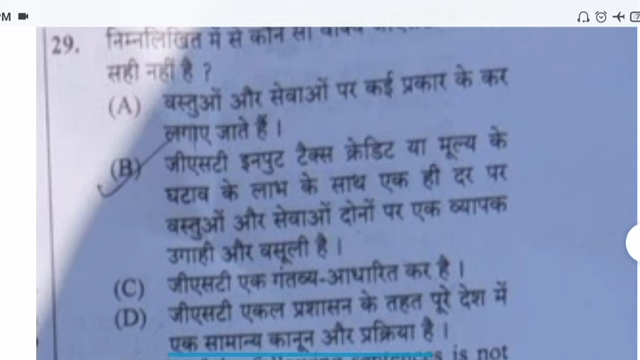 PM
29. निम्नलिखित में से कौन सा वाक्य
सही नहीं है ?
(A) वस्तुओं और सेवाओं पर कई प्रकार के कर
लगाए जाते हैं ।
(B) जीएसटी इनपुट टैक्स क्रेडिट या मूल्य के
घटाव के लाभ के साथ एक ही दर पर
वस्तुओं और सेवाओं दोनों पर एक व्यापक
उगाही और वसूली है ।
(C) जीएसटी एक गंतव्य-आधारित कर है ।
(D) जीएसटी एकल प्रशासन के तहत पूरे देश में
एक सामान्य कानून और प्रक्रिया है ।
is not